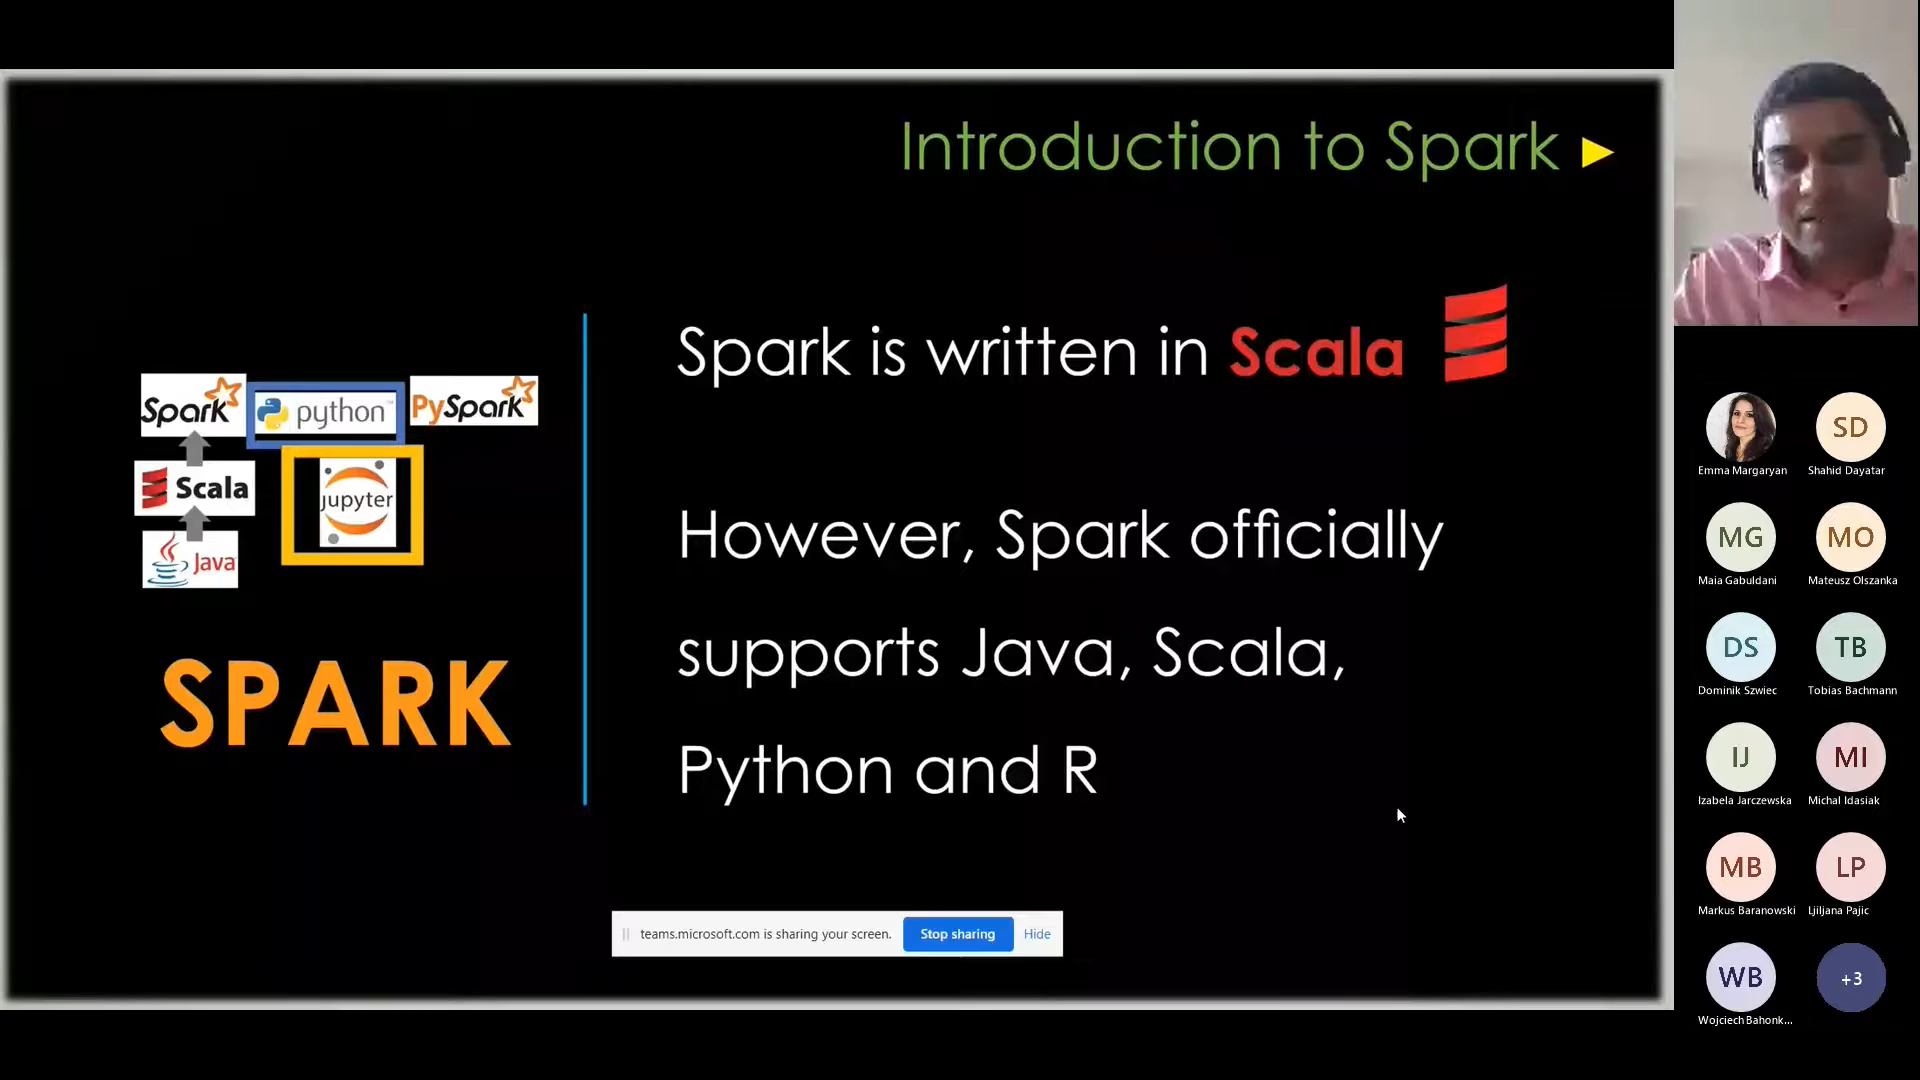 Introduction to Spark
Spark
python
PySpark
Scala
jupyter
Java
SPARK
Spark is written in Scala
However, Spark officially
supports Java, Scala,
Python and R
teams.microsoft.com is sharing your screen.
Stop sharing
Hide
Emma Margaryan
SD
Shahid Dayatar
MG
Maia Gabuldani
MO
Mateusz Olszanka
DS
Dominik Szwiec
TB
Tobias Bachmann
IJ
Izabela Jarczewska
MI
Michal Idasiak
MB
Markus Baranowski
LP
Ljiljana Pajic
WB
Wojciech Bahonk...
+3